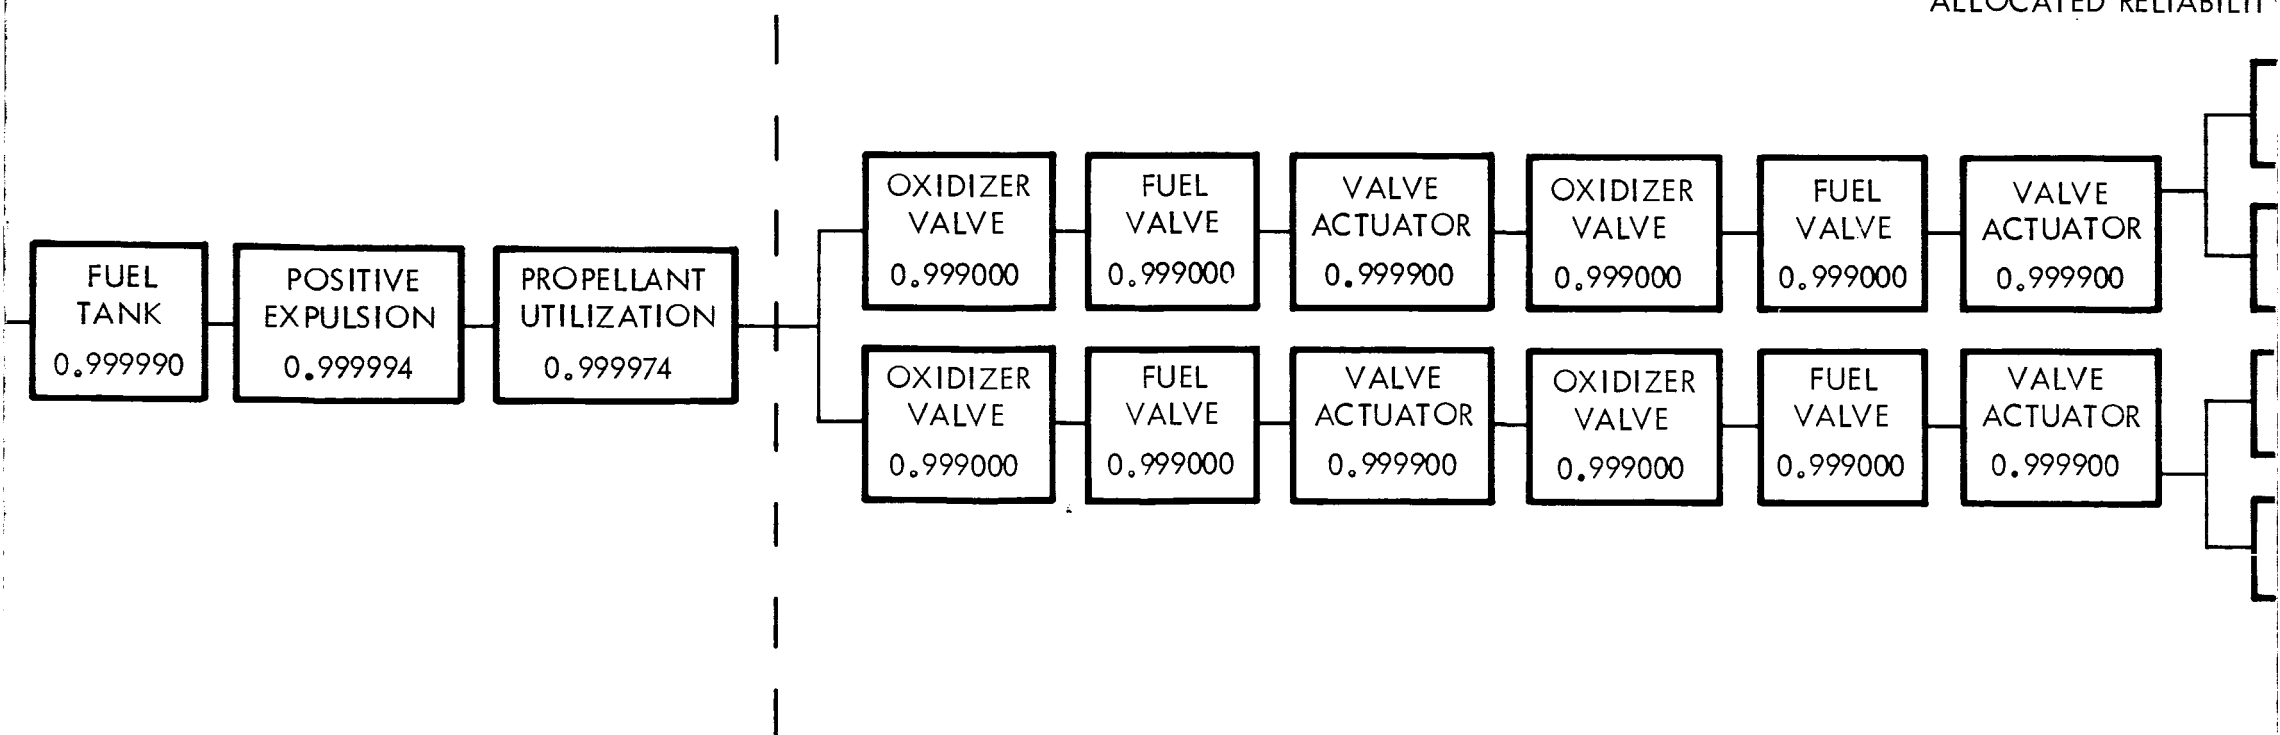 ALLOCATED
FUEL
TANK
0.999990
POSITIVE
EXPULSION
0.999994
PROPELLANT
UTILIZATION
0.999974
OXIDIZER
VALVE
0.999000
FUEL
VALVE
0.999000
VALVE
ACTUATOR
0.999900
OXIDIZER
VALVE
0.999000
FUEL
VALVE
0.999000
VALVE
ACTUATOR
0.999900
OXIDIZER
VALVE
0.999000
FUEL
VALVE
0.999000
VALVE
ACTUATOR
0.999900
OXIDIZER
VALVE
0.999000
FUEL
VALVE
0.999000
VALVE
ACTUATOR
0.999900